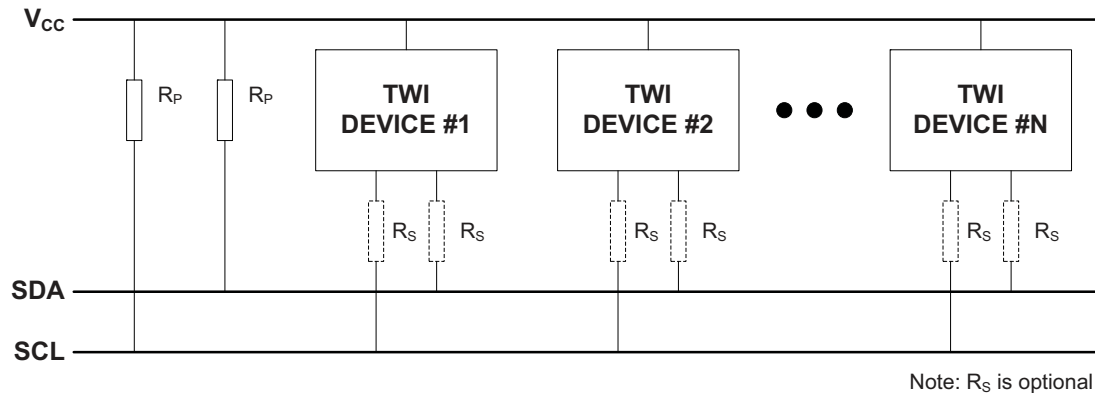 VCC
RP
RP
TWI
DEVICE #1
TWI
DEVICE #2
TWI
DEVICE #N
RS
RS
RS
RS
RS
RS
SDA
SCL
Note: RS is optional